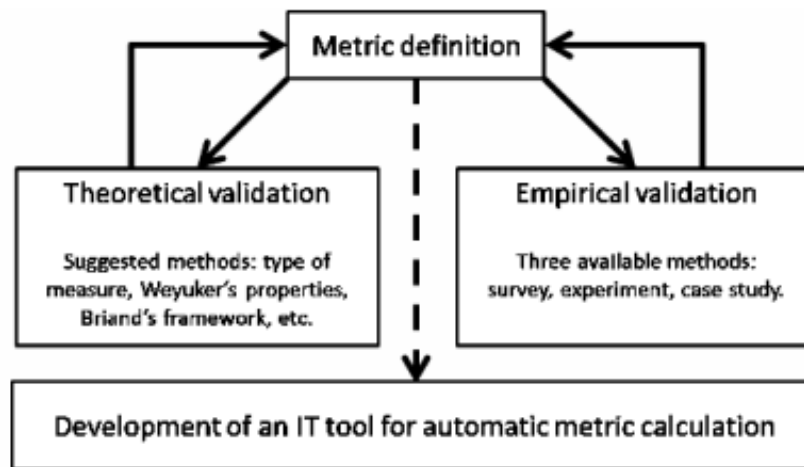 Metric definition
Theoretical validation
Suggested methods: type of
measure, Weyuker's properties,
Briand's framework, etc.
Empirical validation
Three available methods:
survey, experiment, case study.
Development of an IT tool for automatic metric calculation